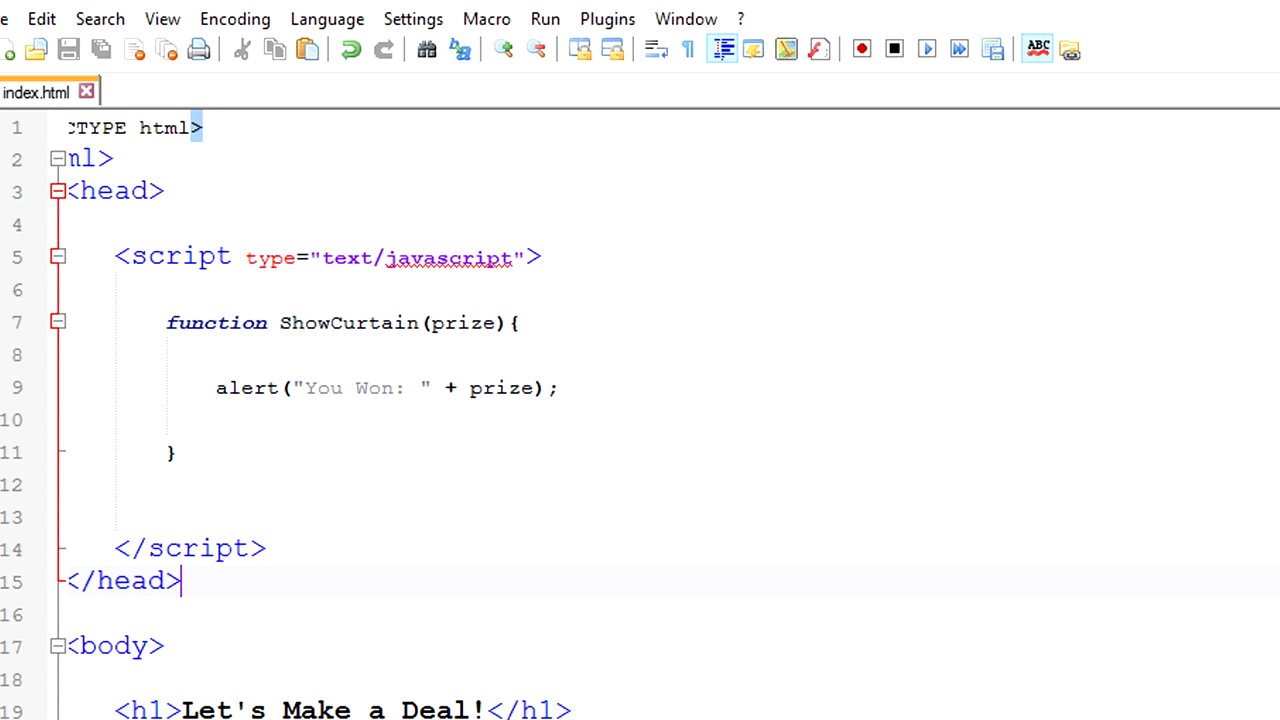 e Edit Search View Encoding Language Settings Macro Run Plugins Window ?
ABC
index.html
1 CTYPE html>
2 ml>
3 <head>
4
5 <script type="text/javascript">
6
7 function ShowCurtain(prize){
8
9 alert("You Won: " + prize);
10
11 }
12
13
14 </script>
15 </head>
16
17 <body>
18
19 <h1>Let's Make a Deal!</h1>